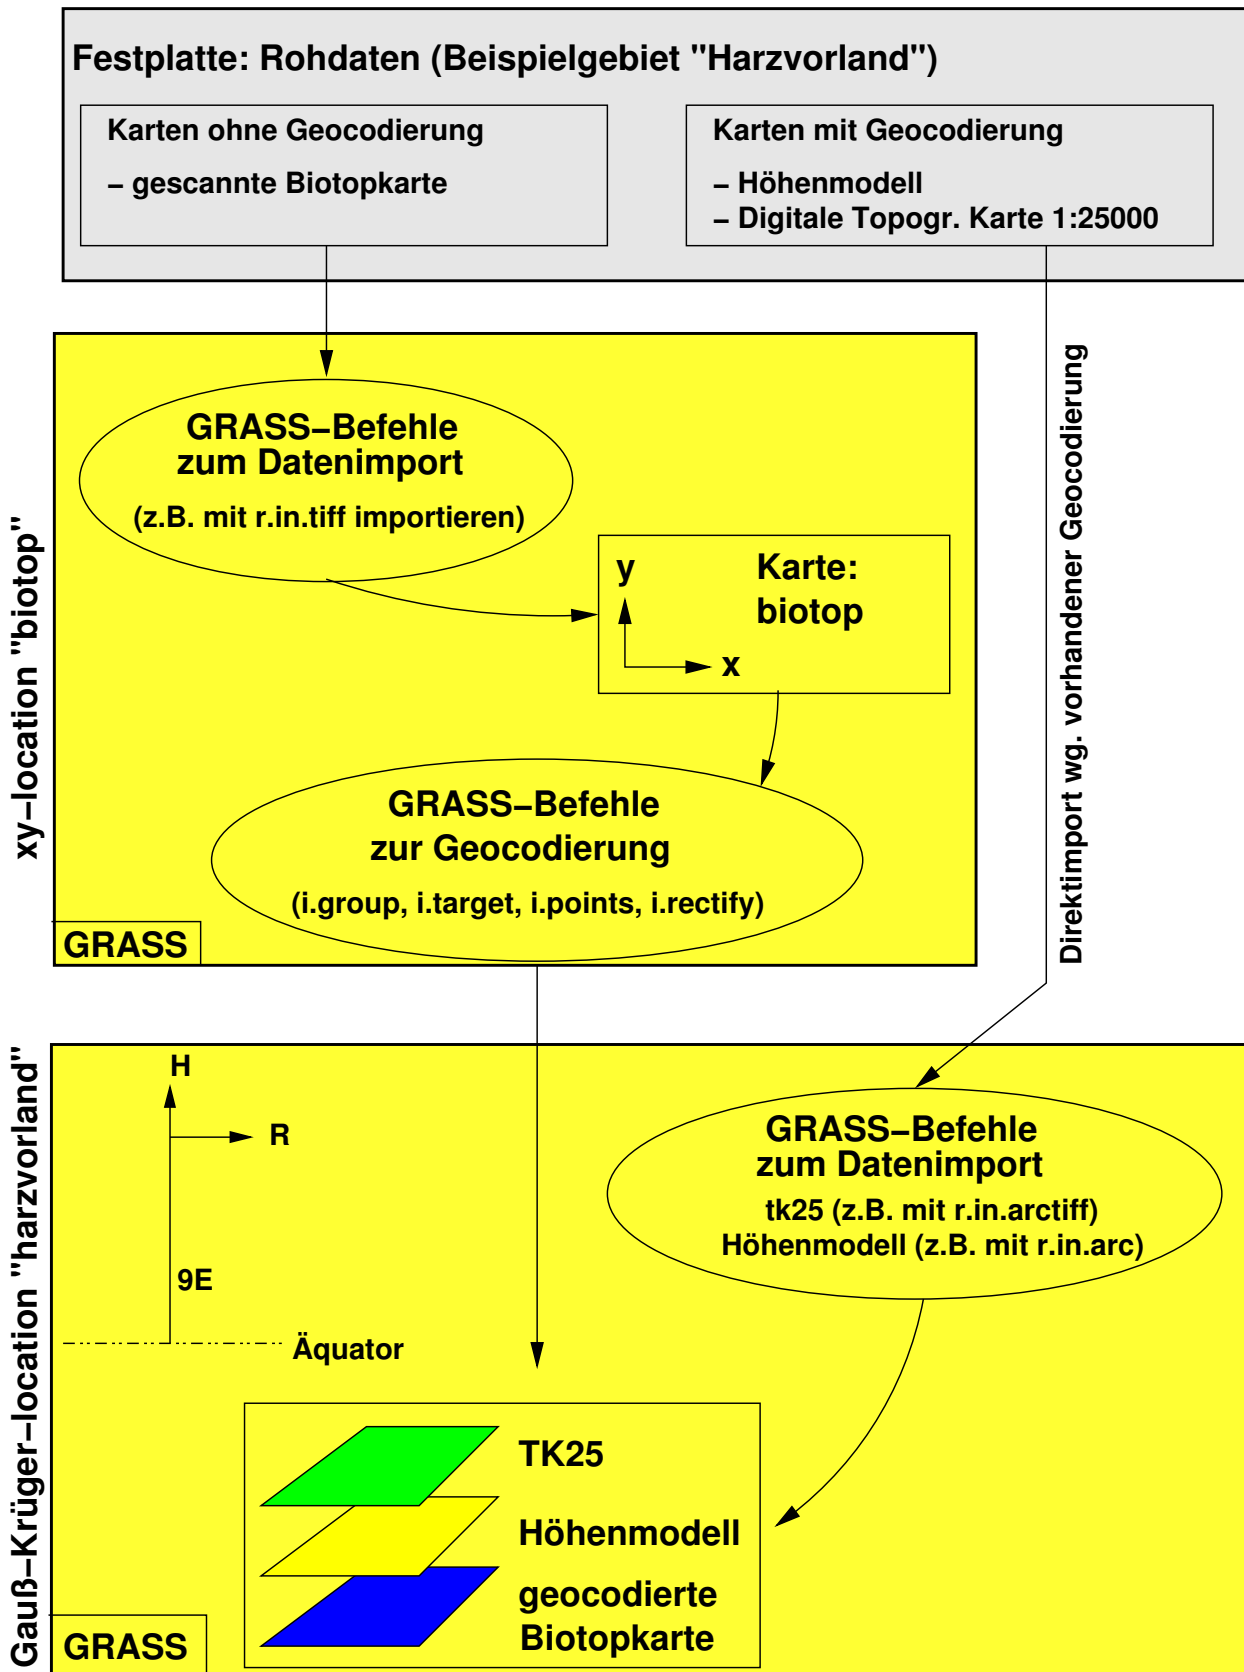 Festplatte: Rohdaten (Beispielgebiet "Harzvorland")
Karten ohne Geocodierung
– gescannte Biotopkarte
Karten mit Geocodierung
– Höhenmodell
– Digitale Topogr. Karte 1:25000
xy–location "biotop"
GRASS–Befehle
zum Datenimport
(z.B. mit r.in.tiff importieren)
y
x
Karte:
biotop
GRASS–Befehle
zur Geocodierung
(i.group, i.target, i.points, i.rectify)
GRASS
Direktimport wg. vorhandener Geocodierung
Gauß–Krüger–location "harzvorland"
H
R
9E
Äquator
GRASS–Befehle
zum Datenimport
tk25 (z.B. mit r.in.arctiff)
Höhenmodell (z.B. mit r.in.arc)
TK25
Höhenmodell
geocodierte
Biotopkarte
GRASS